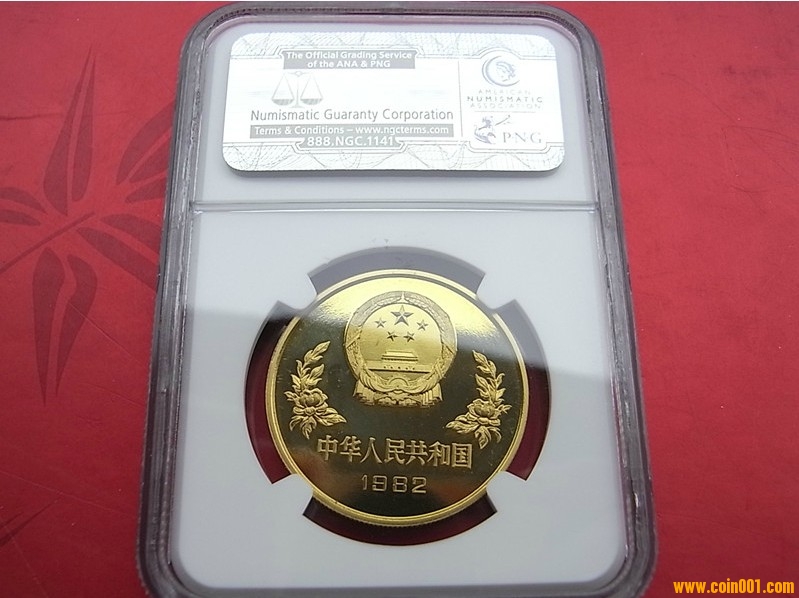 The Official Grading Service
of the ANA & PNG
Numismatic Guaranty Corporation
Terms & Conditions – www.ngcterms.com
888.NGC.1141
AMERICAN
NUMISMATIC
ASSOCIATION
PNG
中华人民共和国
1982
www.coin001.com